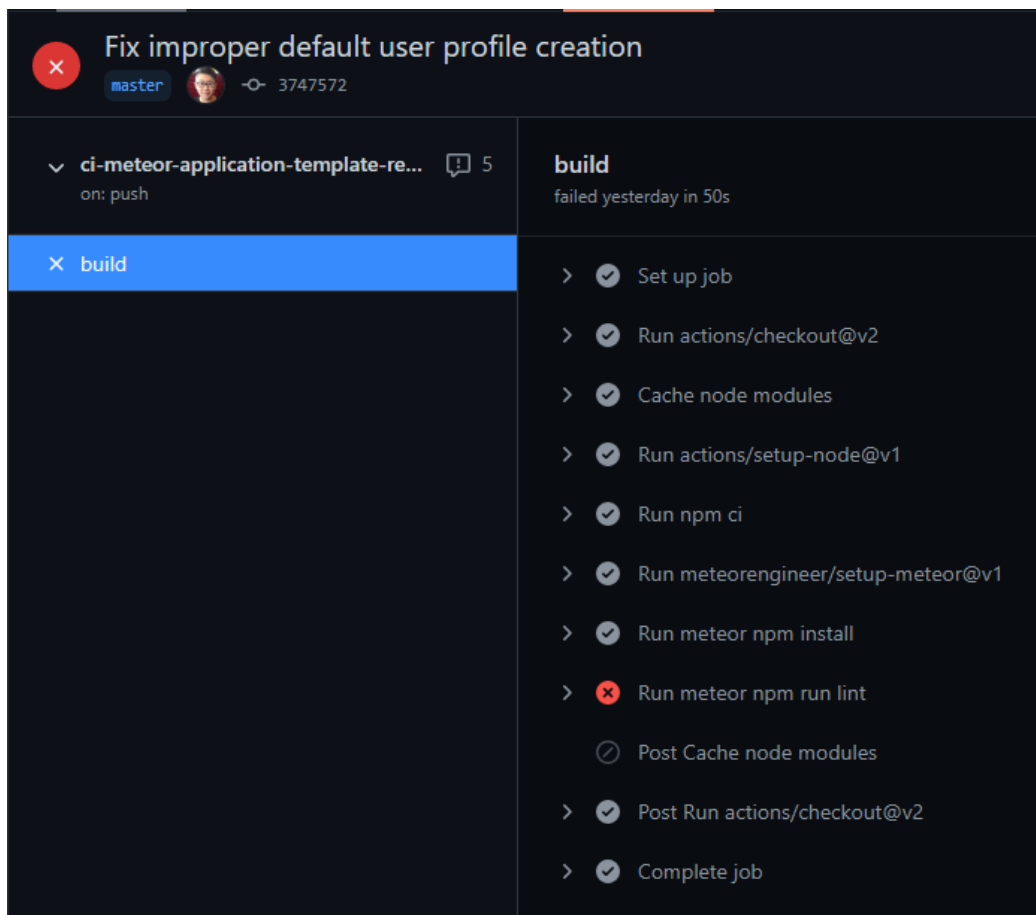 Fix improper default user profile creation
master 3747572
ci-meteor-application-template-re... 5
on: push
build
build
failed yesterday in 50s
Set up job
Run actions/checkout@v2
Cache node modules
Run actions/setup-node@v1
Run npm ci
Run meteorengineer/setup-meteor@v1
Run meteor npm install
Run meteor npm run lint
Post Cache node modules
Post Run actions/checkout@v2
Complete job